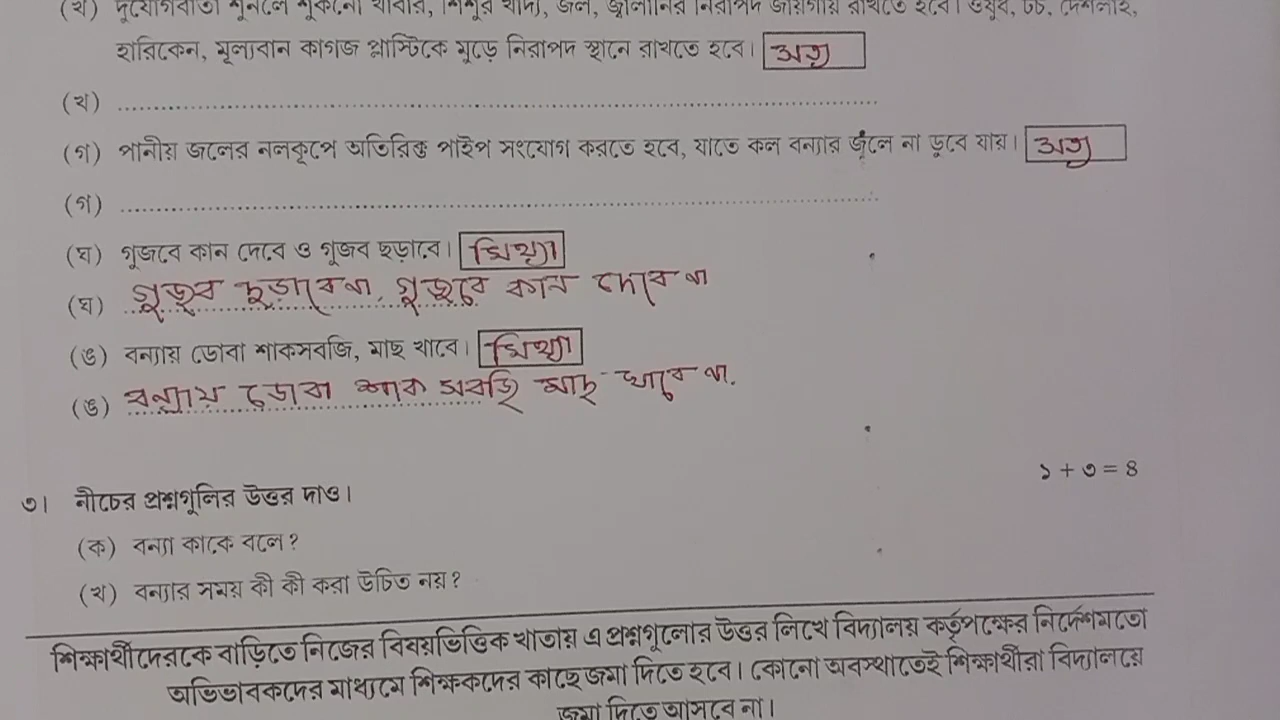 (খ) দুর্যোগবার্তা শুনলে শুকনো খাবার, শিশুর খাদ্য, জল, জ্বালানির নিরাপদ জায়গায় রাখতে হবে। ওষুধ, টর্চ, দেশলাই,
হারিকেন, মূল্যবান কাগজ প্লাস্টিকে মুড়ে নিরাপদ স্থানে রাখতে হবে। সত্য
(খ) ........................................
(গ) পানীয় জলের নলকূপে অতিরিক্ত পাইপ সংযোগ করতে হবে, যাতে কল বন্যার জলে না ডুবে যায়। সত্য
(গ) ........................................
(ঘ) গুজবে কান দেবে ও গুজব ছড়াবে। মিথ্যা
(ঘ) গুজব ছড়াবে না, গুজবে কান দেবে না
(ঙ) বন্যায় ডোবা শাকসবজি, মাছ খাবে। মিথ্যা
(ঙ) বন্যায় ডোবা শাক সবজি মাছ খাবে না.
১ + ৩ = ৪
৩। নীচের প্রশ্নগুলির উত্তর দাও।
(ক) বন্যা কাকে বলে?
(খ) বন্যার সময় কী কী করা উচিত নয়?
শিক্ষার্থীদেরকে বাড়িতে নিজের বিষয়ভিত্তিক খাতায় এ প্রশ্নগুলোর উত্তর লিখে বিদ্যালয় কর্তৃপক্ষের নির্দেশমতো
অভিভাবকদের মাধ্যমে শিক্ষকদের কাছে জমা দিতে হবে। কোনো অবস্থাতেই শিক্ষার্থীরা বিদ্যালয়ে
জমা দিতে আসবে না।